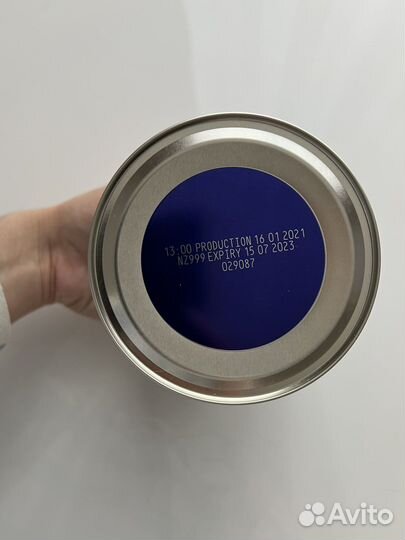 13:00 PRODUCTION 16 01 2021
NZ999 EXPIRY 15 07 2023
029087
Avito